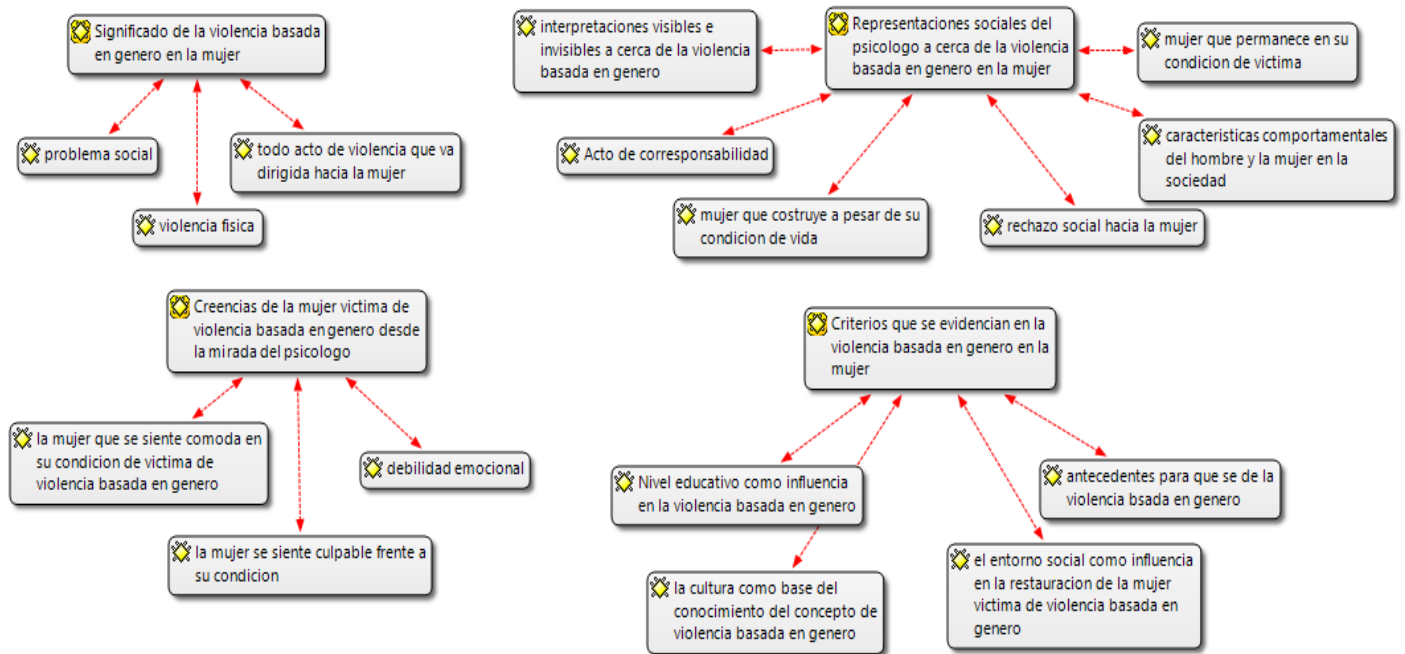 Significado de la violencia basada
en genero en la mujer
problema social
todo acto de violencia que va
dirigida hacia la mujer
violencia fisica
interpretaciones visibles e
invisibles a cerca de la violencia
basada en genero
Representaciones sociales del
psicologo a cerca de la violencia
basada en genero en la mujer
mujer que permanece en su
condicion de victima
Acto de corresponsabilidad
caracteristicas comportamentales
del hombre y la mujer en la
sociedad
mujer que costruye a pesar de su
condicion de vida
rechazo social hacia la mujer
Creencias de la mujer victima de
violencia basada en genero desde
la mirada del psicologo
la mujer que se siente comoda en
su condicion de victima de
violencia basada en genero
debilidad emocional
la mujer se siente culpable frente a
su condicion
Criterios que se evidencian en la
violencia basada en genero en la
mujer
Nivel educativo como influencia
en la violencia basada en genero
antecedentes para que se de la
violencia bsada en genero
la cultura como base del
conocimiento del concepto de
violencia basada en genero
el entorno social como influencia
en la restauracion de la mujer
victima de violencia basada en
genero